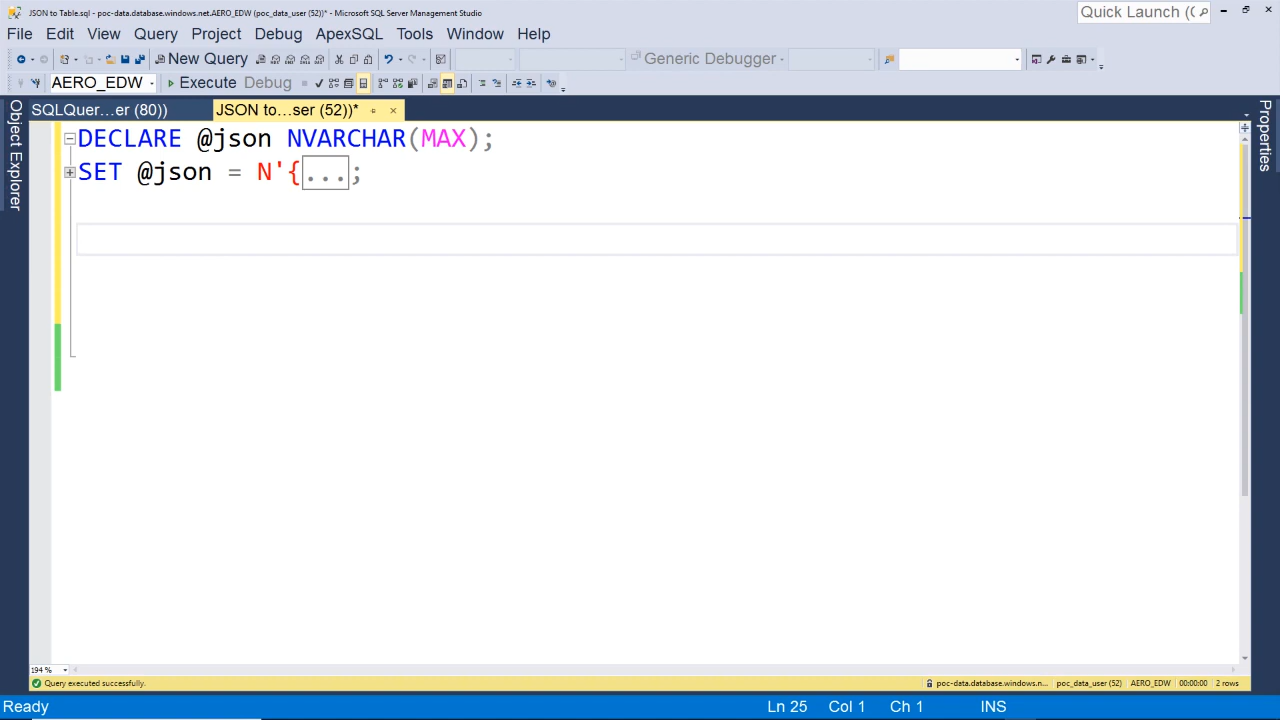 JSON to Table.sql - poc-data.database.windows.net.AERO_EDW (poc_data_user (52))* - Microsoft SQL Server Management Studio
Quick Launch (C
File Edit View Query Project Debug ApexSQL Tools Window Help
New Query Generic Debugger
AERO_EDW Execute Debug
SQLQuer...er (80)) JSON to...ser (52))*
Object Explorer
Properties
DECLARE @json NVARCHAR(MAX);
SET @json = N'{...;
194 %
Query executed successfully. poc-data.database.windows.n... poc_data_user (52) AERO_EDW 00:00:00 2 rows
Ready Ln 25 Col 1 Ch 1 INS